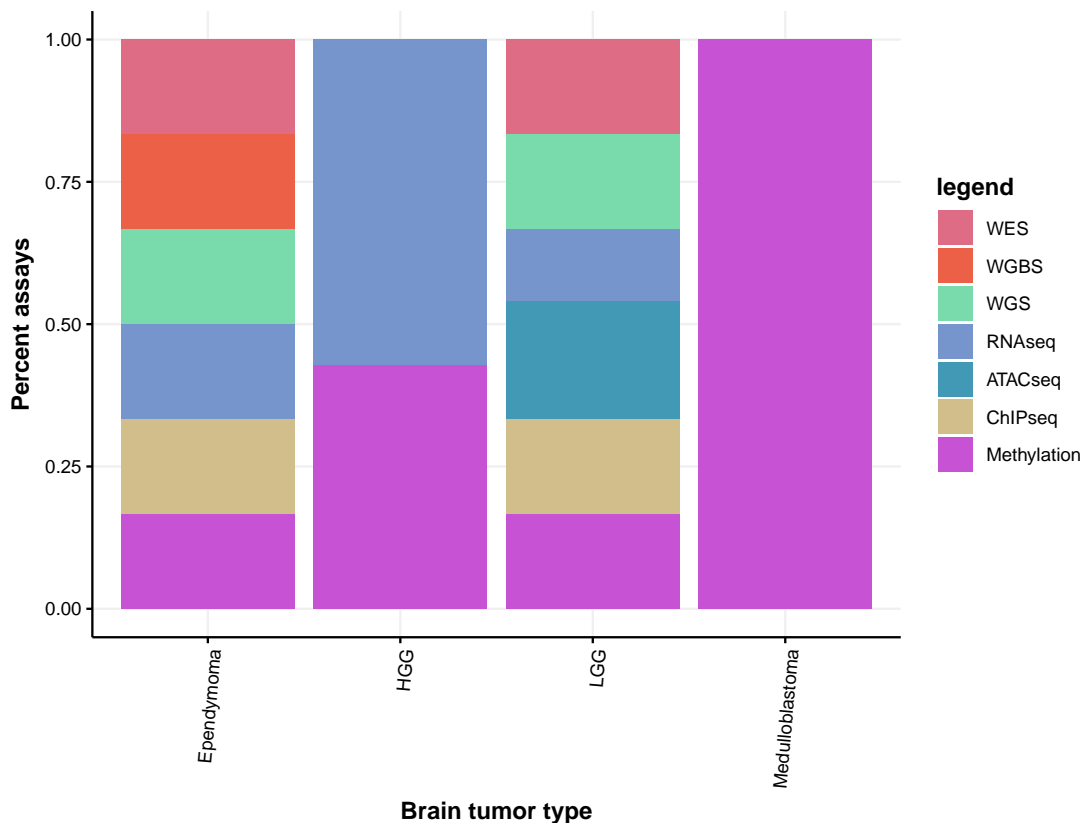 1.00
0.75
0.50
0.25
0.00
Percent assays
Ependymoma
HGG
LGG
Medulloblastoma
Brain tumor type
legend
WES
WGBS
WGS
RNAseq
ATACseq
ChIPseq
Methylation